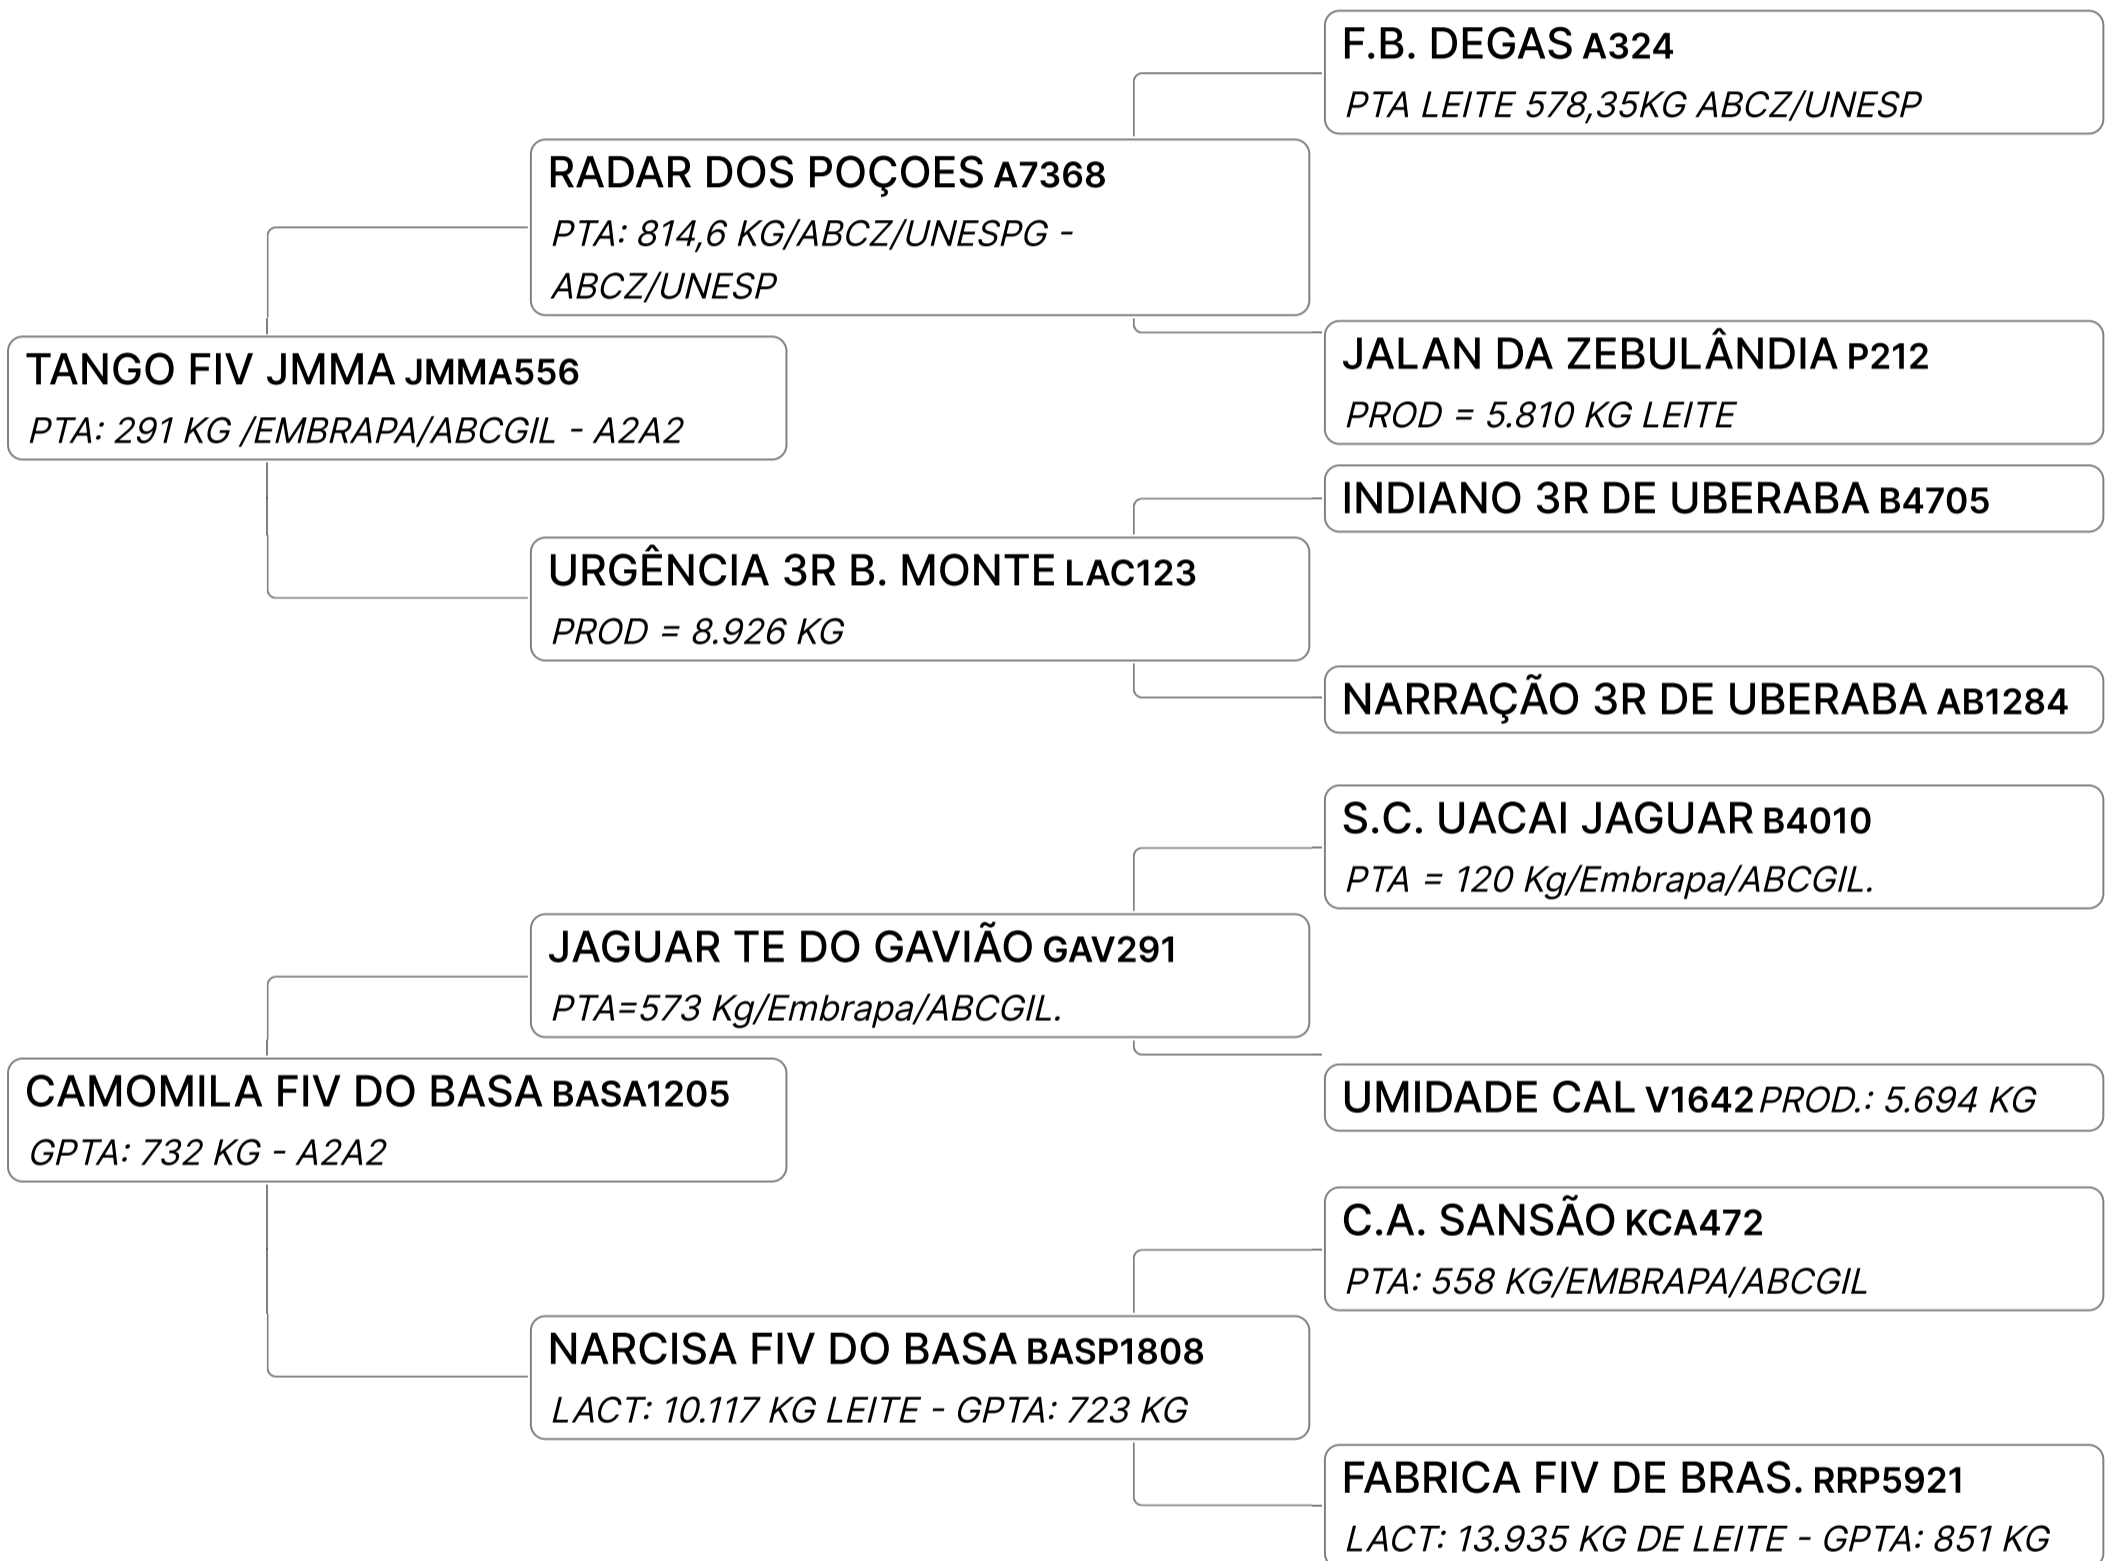 F.B. DEGAS A324
PTA LEITE 578,35KG ABCZ/UNESP
RADAR DOS POÇOES A7368
PTA: 814,6 KG/ABCZ/UNESPG -
ABCZ/UNESP
JALAN DA ZEBULÂNDIA P212
PROD = 5.810 KG LEITE
TANGO FIV JMMA JMMA556
PTA: 291 KG /EMBRAPA/ABCGIL - A2A2
INDIANO 3R DE UBERABA B4705
URGÊNCIA 3R B. MONTE LAC123
PROD = 8.926 KG
NARRAÇÃO 3R DE UBERABA AB1284
S.C. UACAI JAGUAR B4010
PTA = 120 Kg/Embrapa/ABCGIL.
JAGUAR TE DO GAVIÃO GAV291
PTA=573 Kg/Embrapa/ABCGIL.
UMIDADE CAL V1642 PROD.: 5.694 KG
CAMOMILA FIV DO BASA BASA1205
GPTA: 732 KG - A2A2
C.A. SANSÃO KCA472
PTA: 558 KG/EMBRAPA/ABCGIL
NARCISA FIV DO BASA BASP1808
LACT: 10.117 KG LEITE - GPTA: 723 KG
FABRICA FIV DE BRAS. RRP5921
LACT: 13.935 KG DE LEITE - GPTA: 851 KG